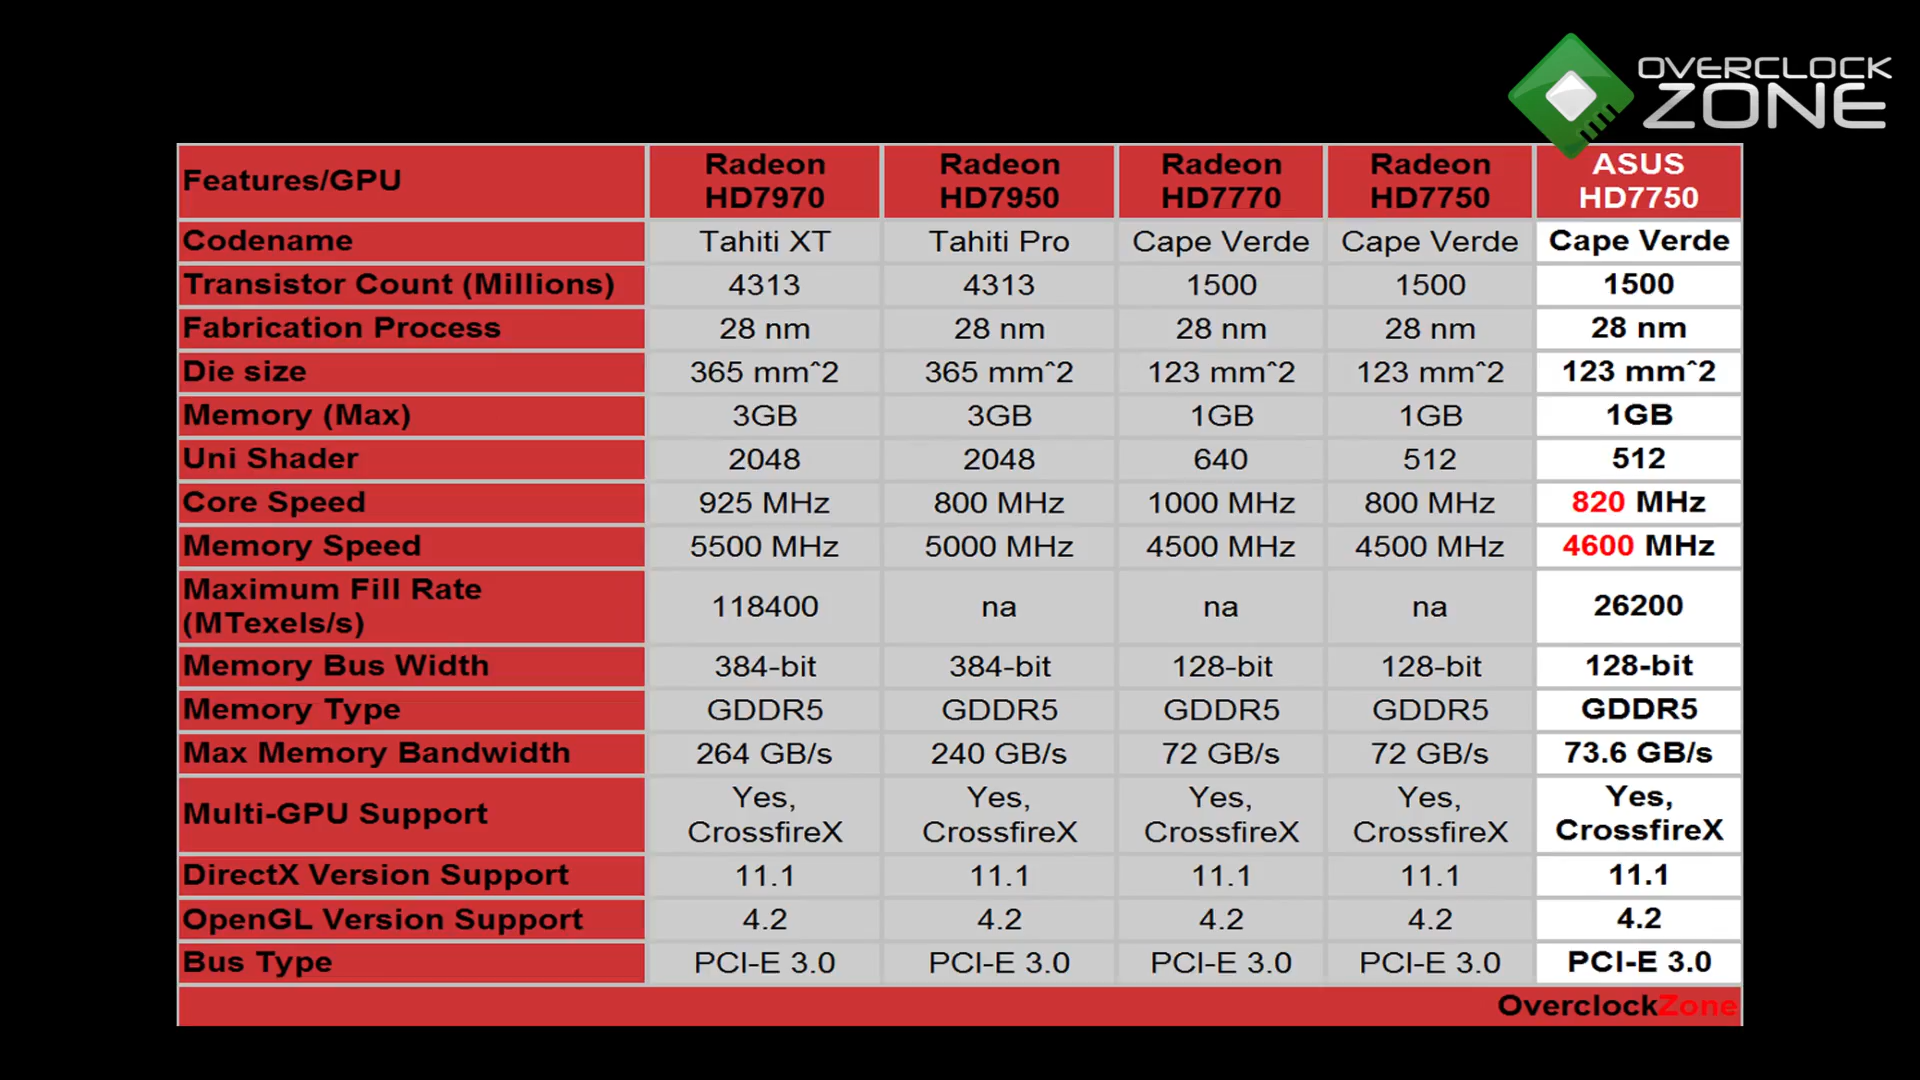 OVERCLOCK
ZONE
Features/GPU
Radeon
HD7970
Radeon
HD7950
Radeon
HD7770
Radeon
HD7750
ASUS
HD7750
Codename Tahiti XT Tahiti Pro Cape Verde Cape Verde Cape Verde
Transistor Count (Millions) 4313 4313 1500 1500 1500
Fabrication Process 28 nm 28 nm 28 nm 28 nm 28 nm
Die size 365 mm^2 365 mm^2 123 mm^2 123 mm^2 123 mm^2
Memory (Max) 3GB 3GB 1GB 1GB 1GB
Uni Shader 2048 2048 640 512 512
Core Speed 925 MHz 800 MHz 1000 MHz 800 MHz 820 MHz
Memory Speed 5500 MHz 5000 MHz 4500 MHz 4500 MHz 4600 MHz
Maximum Fill Rate
(MTexels/s)
118400 na na na 26200
Memory Bus Width 384-bit 384-bit 128-bit 128-bit 128-bit
Memory Type GDDR5 GDDR5 GDDR5 GDDR5 GDDR5
Max Memory Bandwidth 264 GB/s 240 GB/s 72 GB/s 72 GB/s 73.6 GB/s
Multi-GPU Support
Yes,
CrossfireX
Yes,
CrossfireX
Yes,
CrossfireX
Yes,
CrossfireX
Yes,
CrossfireX
DirectX Version Support 11.1 11.1 11.1 11.1 11.1
OpenGL Version Support 4.2 4.2 4.2 4.2 4.2
Bus Type PCI-E 3.0 PCI-E 3.0 PCI-E 3.0 PCI-E 3.0 PCI-E 3.0
OverclockZone